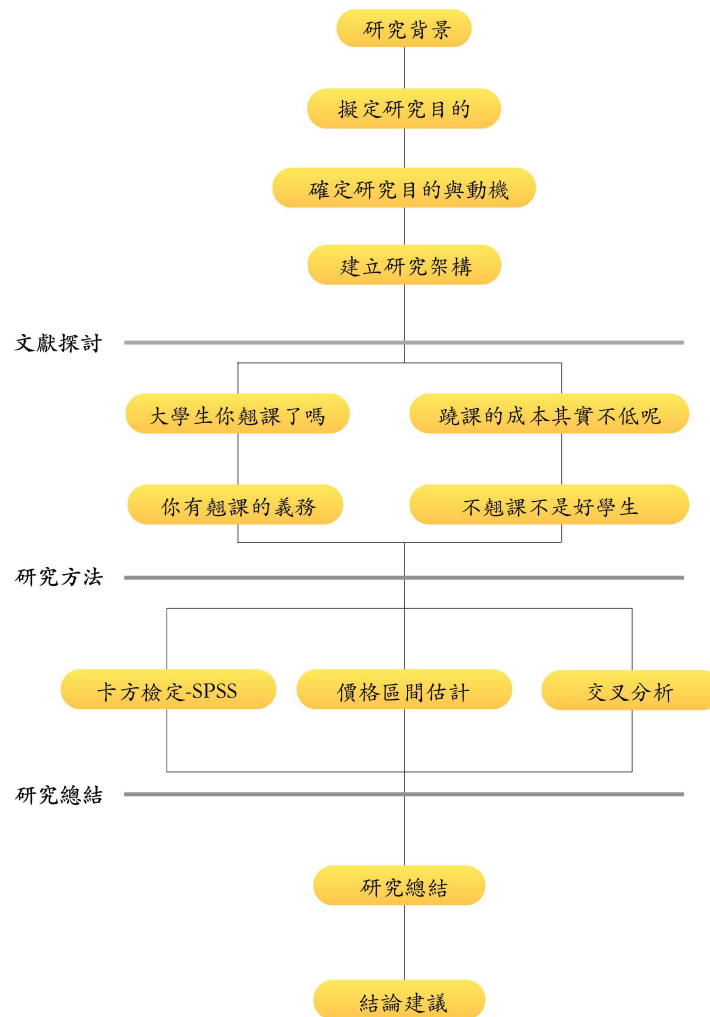 研究背景
擬定研究目的
確定研究目的與動機
建立研究架構
文獻探討
大學生你翹課了嗎
蹺課的成本其實不低呢
你有翹課的義務
不翹課不是好學生
研究方法
卡方檢定-SPSS
價格區間估計
交叉分析
研究總結
研究總結
結論建議